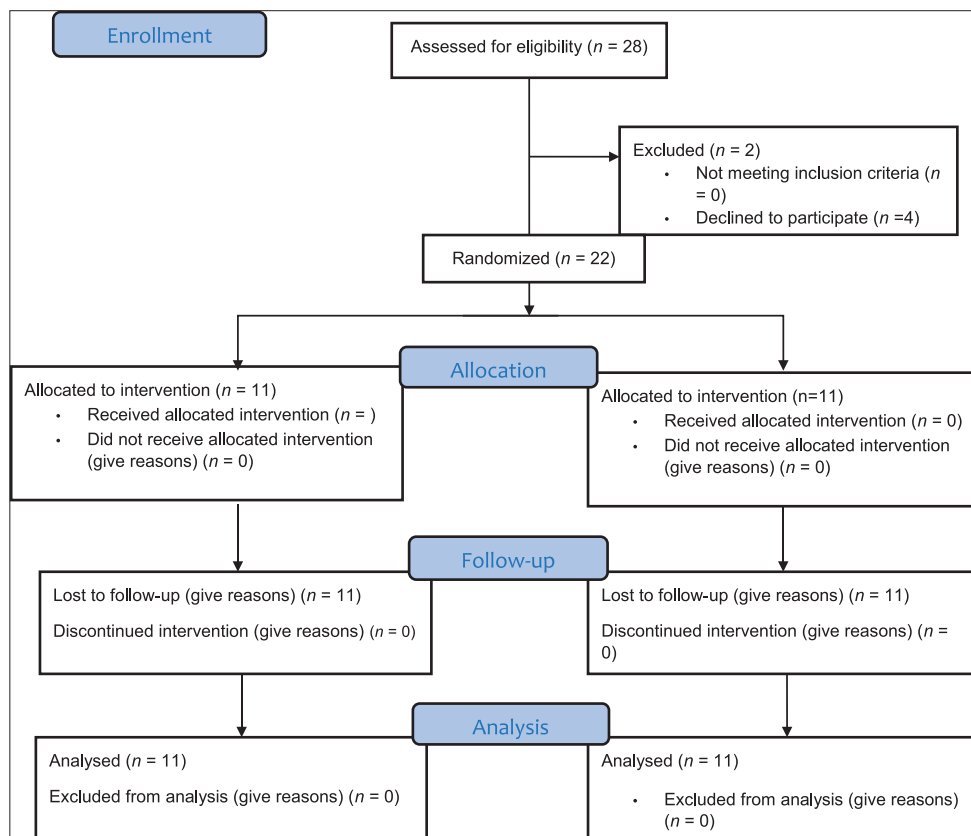 Enrollment
Assessed for eligibility (n = 28)
Excluded (n = 2)
• Not meeting inclusion criteria (n
= 0)
• Declined to participate (n =4)
Randomized (n = 22)
Allocation
Allocated to intervention (n = 11)
• Received allocated intervention (n = )
• Did not receive allocated intervention
(give reasons) (n = 0)
Allocated to intervention (n=11)
• Received allocated intervention (n = 0)
• Did not receive allocated intervention
(give reasons) (n = 0)
Follow-up
Lost to follow-up (give reasons) (n = 11)
Discontinued intervention (give reasons) (n = 0)
Lost to follow-up (give reasons) (n = 11)
Discontinued intervention (give reasons) (n =
0)
Analysis
Analysed (n = 11)
Excluded from analysis (give reasons) (n = 0)
Analysed (n = 11)
• Excluded from analysis (give reasons)
(n = 0)